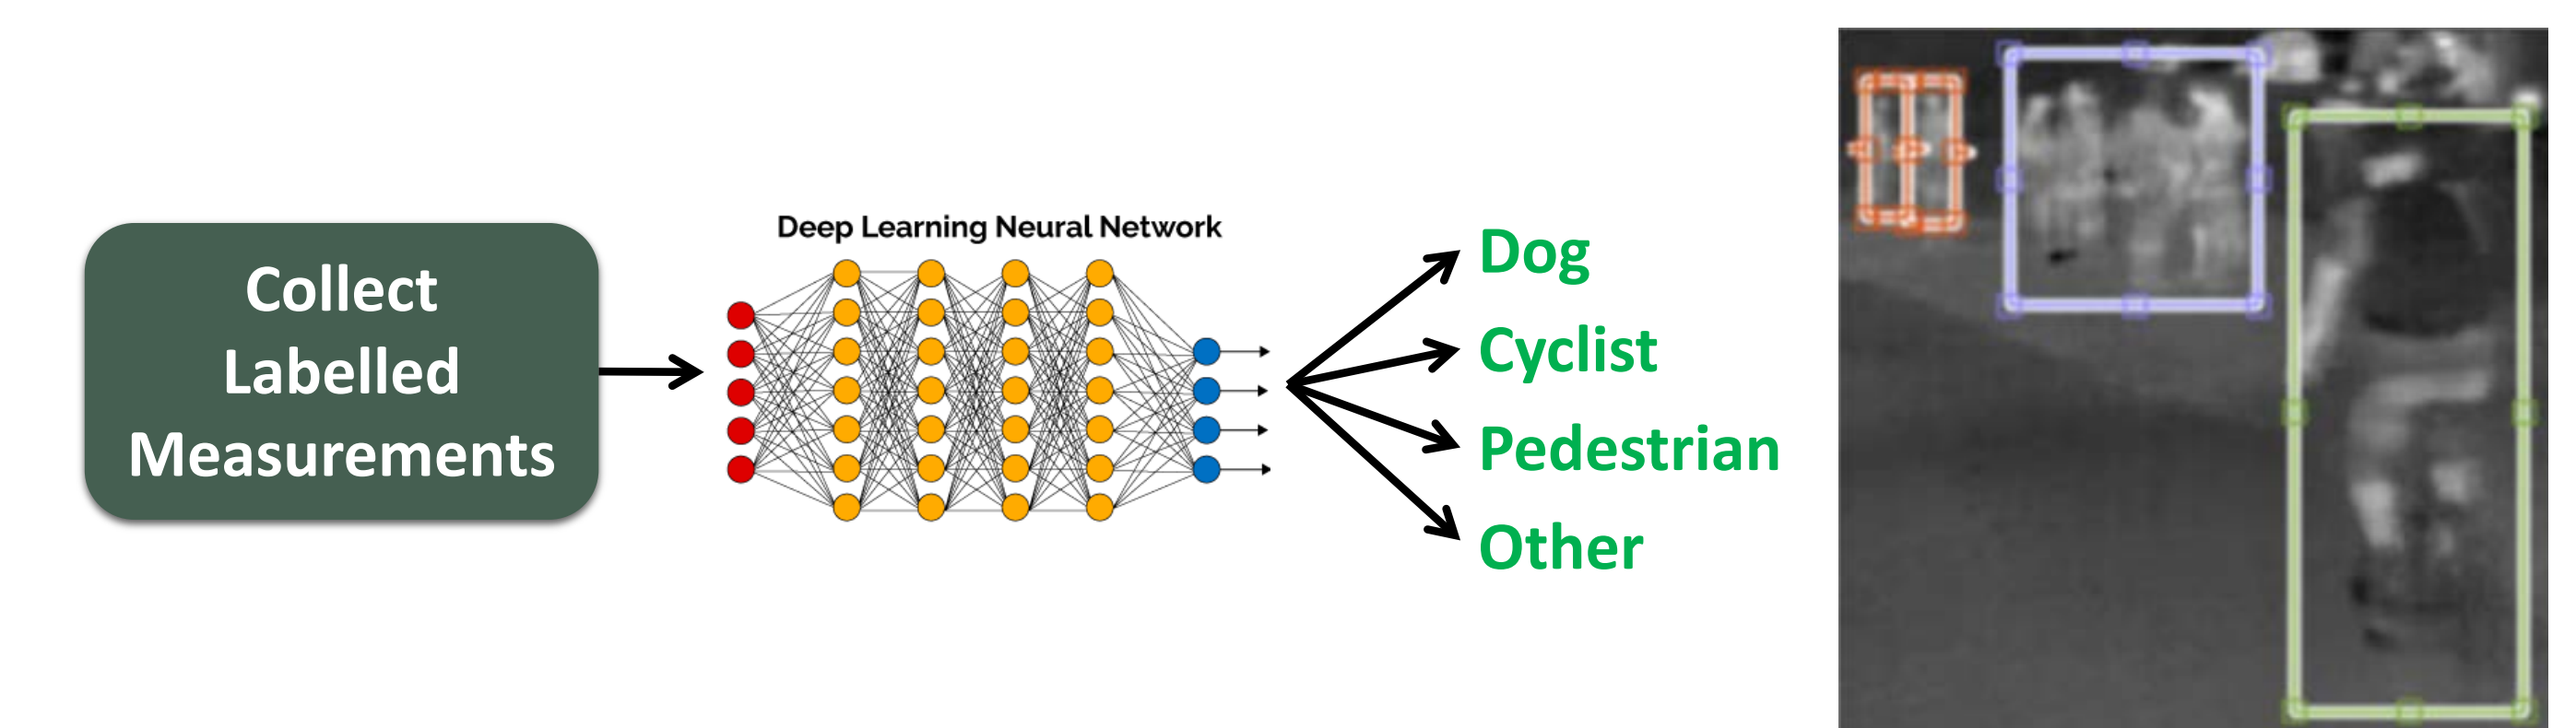 Collect
Labelled
Measurements
Deep Learning Neural Network
Dog
Cyclist
Pedestrian
Other